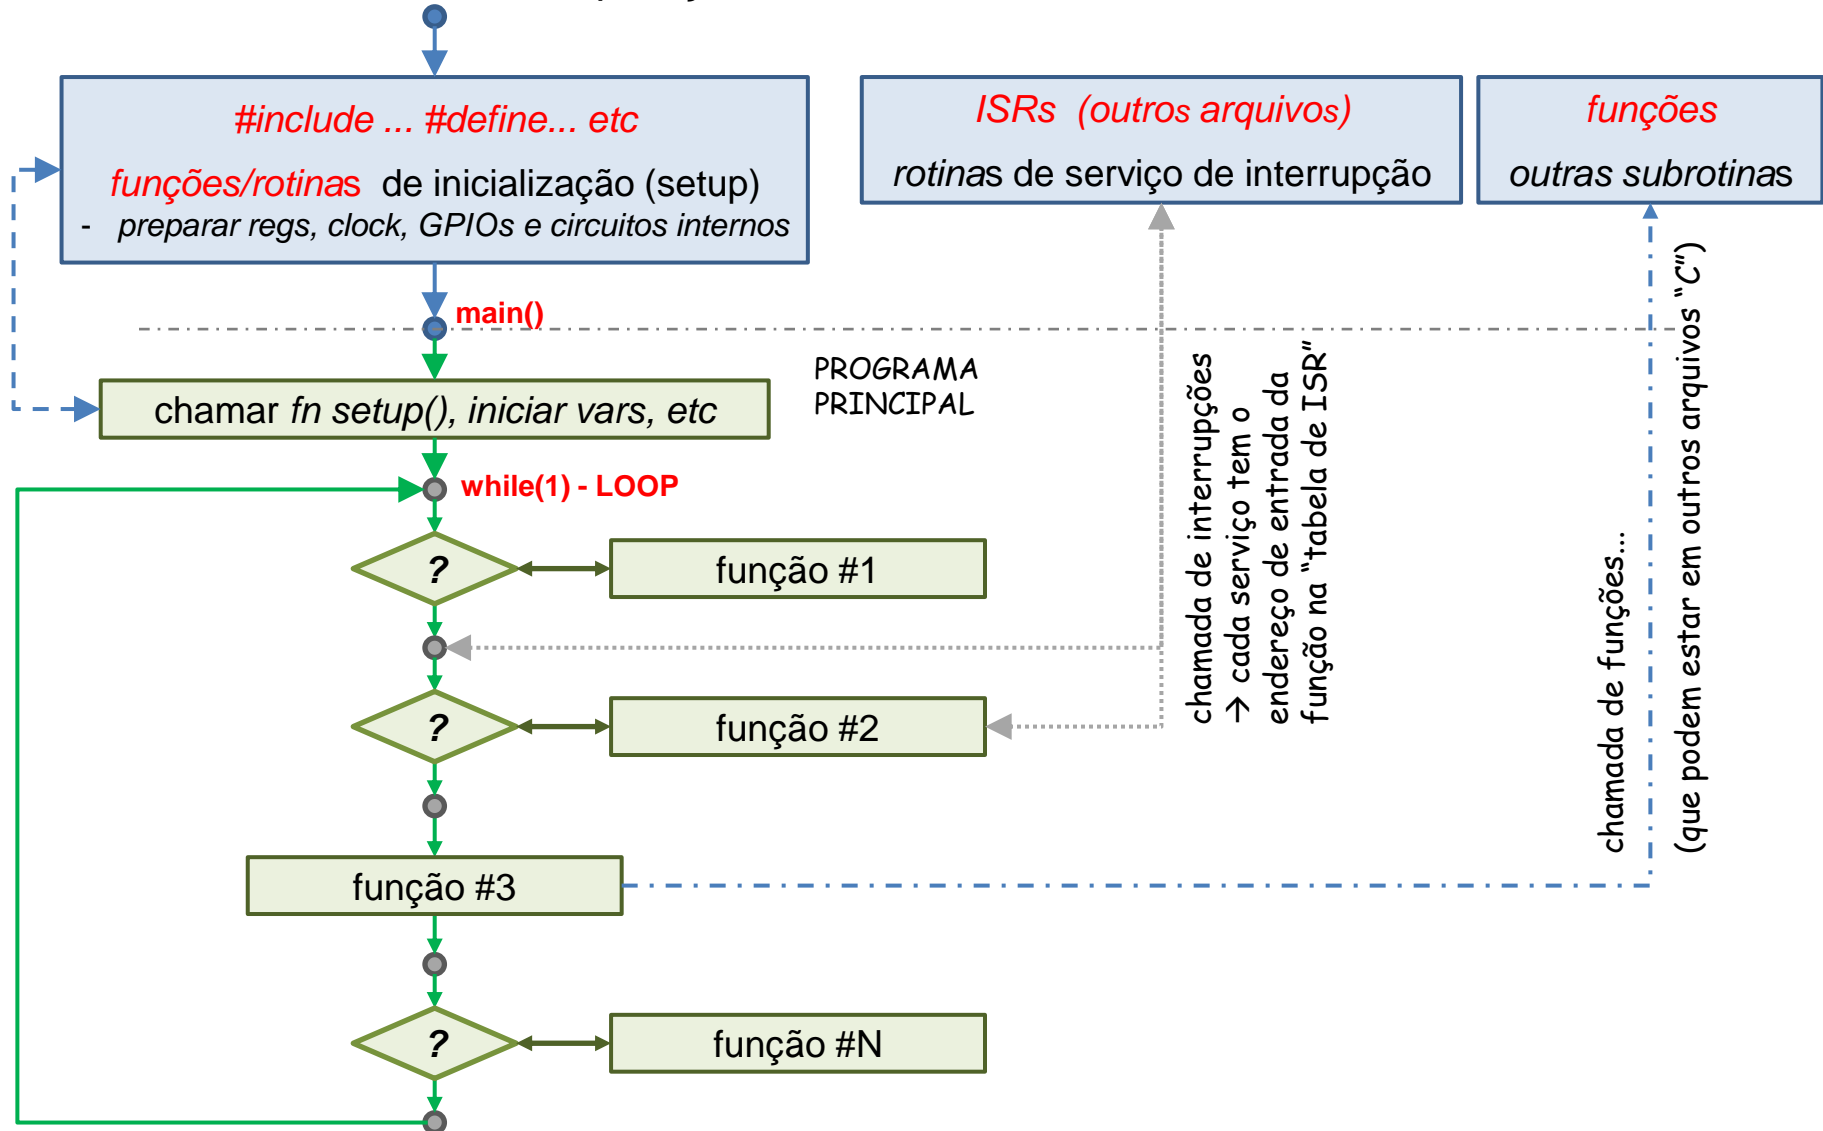 #include ... #define... etc
funções/rotinas de inicialização (setup)
- preparar regs, clock, GPIOs e circuitos internos
ISRs (outros arquivos)
rotinas de serviço de interrupção
funções
outras subrotinas
main()
PROGRAMA
PRINCIPAL
chamar fn setup(), iniciar vars, etc
while(1) - LOOP
?
função #1
?
função #2
função #3
?
função #N
chamada de interrupções
→ cada serviço tem o
endereço de entrada da
função na "tabela de ISR"
chamada de funções...
(que podem estar em outros arquivos "C")